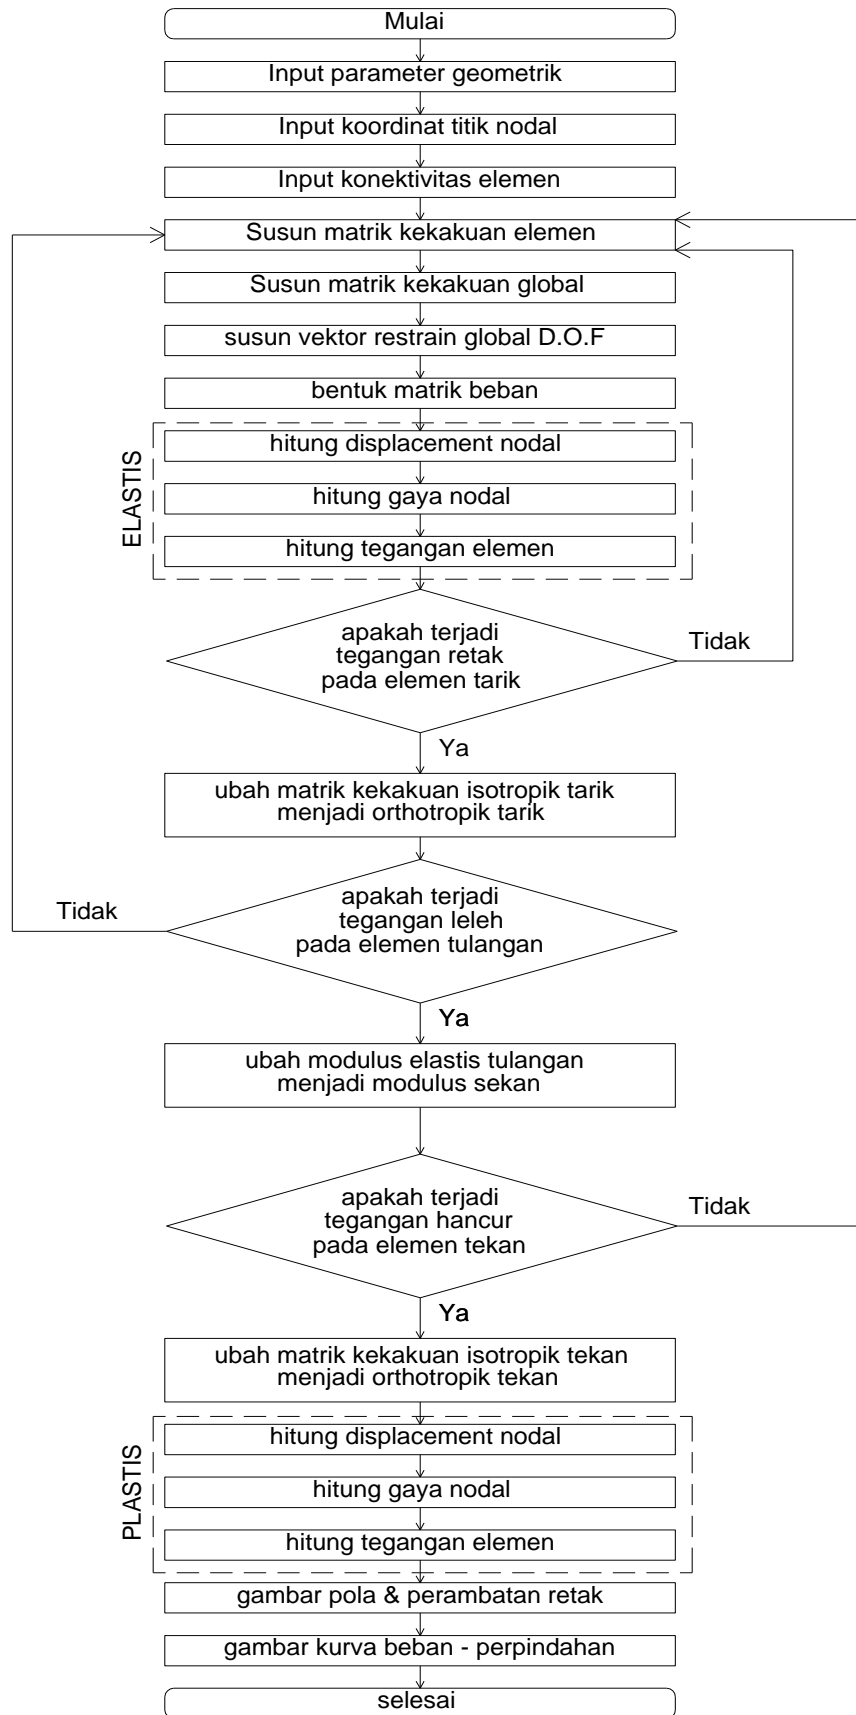 Mulai
Input parameter geometrik
Input koordinat titik nodal
Input konektivitas elemen
Susun matrik kekakuan elemen
Susun matrik kekakuan global
susun vektor restrain global D.O.F
bentuk matrik beban
ELASTIS
hitung displacement nodal
hitung gaya nodal
hitung tegangan elemen
apakah terjadi
tegangan retak
pada elemen tarik
Tidak
Ya
ubah matrik kekakuan isotropik tarik
menjadi orthotropik tarik
apakah terjadi
tegangan leleh
pada elemen tulangan
Tidak
Ya
ubah modulus elastis tulangan
menjadi modulus sekan
apakah terjadi
tegangan hancur
pada elemen tekan
Tidak
Ya
ubah matrik kekakuan isotropik tekan
menjadi orthotropik tekan
PLASTIS
hitung displacement nodal
hitung gaya nodal
hitung tegangan elemen
gambar pola & perambatan retak
gambar kurva beban - perpindahan
selesai